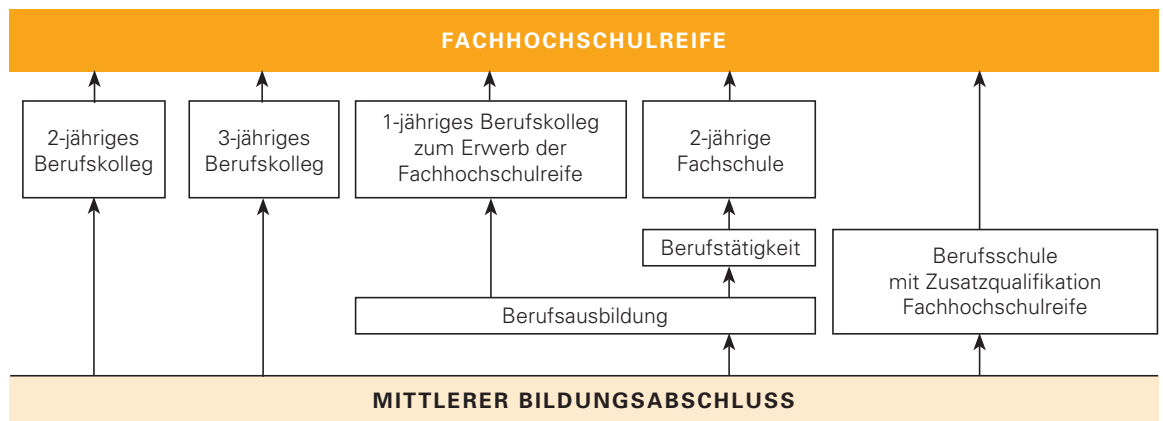 FACHHOCHSCHULREIFE
2-jähriges
Berufskolleg
3-jähriges
Berufskolleg
1-jähriges Berufskolleg
zum Erwerb der
Fachhochschulreife
2-jährige
Fachschule
Berufstätigkeit
Berufsschule
mit Zusatzqualifikation
Fachhochschulreife
Berufsausbildung
MITTLERER BILDUNGSABSCHLUSS